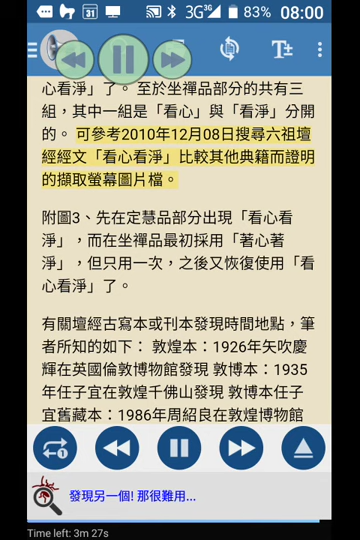 31 3G 36 83% 08:00
T±
心看淨」了。 至於坐禪品部分的共有三
組，其中一組是「看心」與「看淨」分開
的。 可參考2010年12月08日搜尋六祖壇
經經文「看心看淨」比較其他典籍而證明
的擷取螢幕圖片檔。
附圖3、先在定慧品部分出現「看心看
淨」，而在坐禪品最初採用「著心著
淨」，但只用一次，之後又恢復使用「看
心看淨」了。
有關壇經古寫本或刊本發現時間地點，筆
者所知的如下： 敦煌本：1926年矢吹慶
輝在英國倫敦博物館發現 敦博本：1935
年任子宜在敦煌千佛山發現 敦博本任子
宜舊藏本：1986年周紹良在敦煌博物館
1
發現另一個! 那很難用...
Time left: 3m 27s